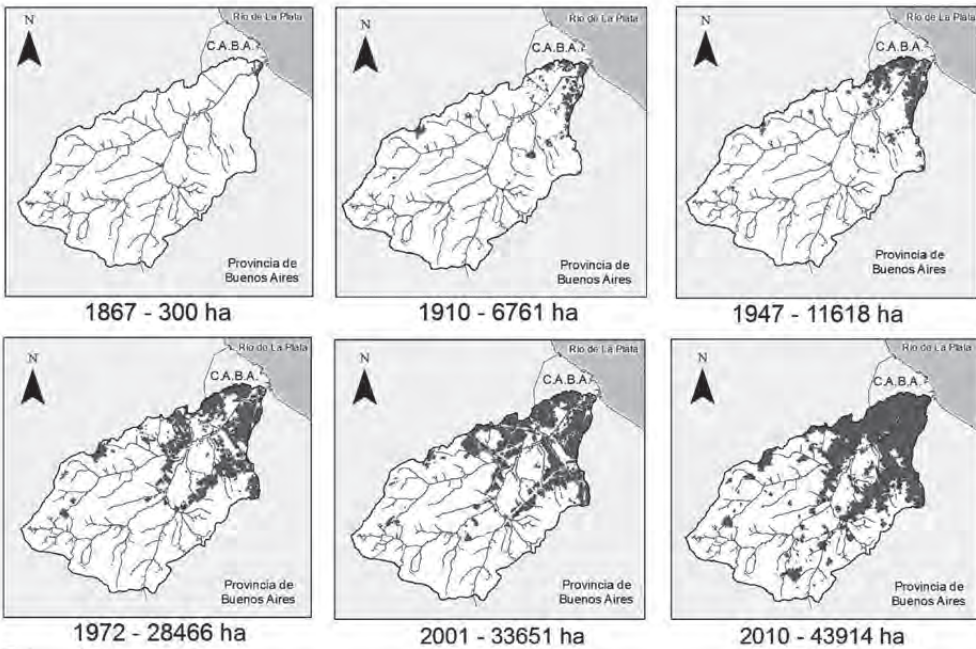 Río de La Plata
N
C.A.B.A.
Provincia de
Buenos Aires
1867 - 300 ha
Río de La Plata
N
C.A.B.A.
Provincia de
Buenos Aires
1910 - 6761 ha
Río de La Plata
N
C.A.B.A.
Provincia de
Buenos Aires
1947 - 11618 ha
Río de La Plata
N
C.A.B.A.
Provincia de
Buenos Aires
1972 - 28466 ha
Río de La Plata
N
C.A.B.A.
Provincia de
Buenos Aires
2001 - 33651 ha
Río de La Plata
N
C.A.B.A.
Provincia de
Buenos Aires
2010 - 43914 ha